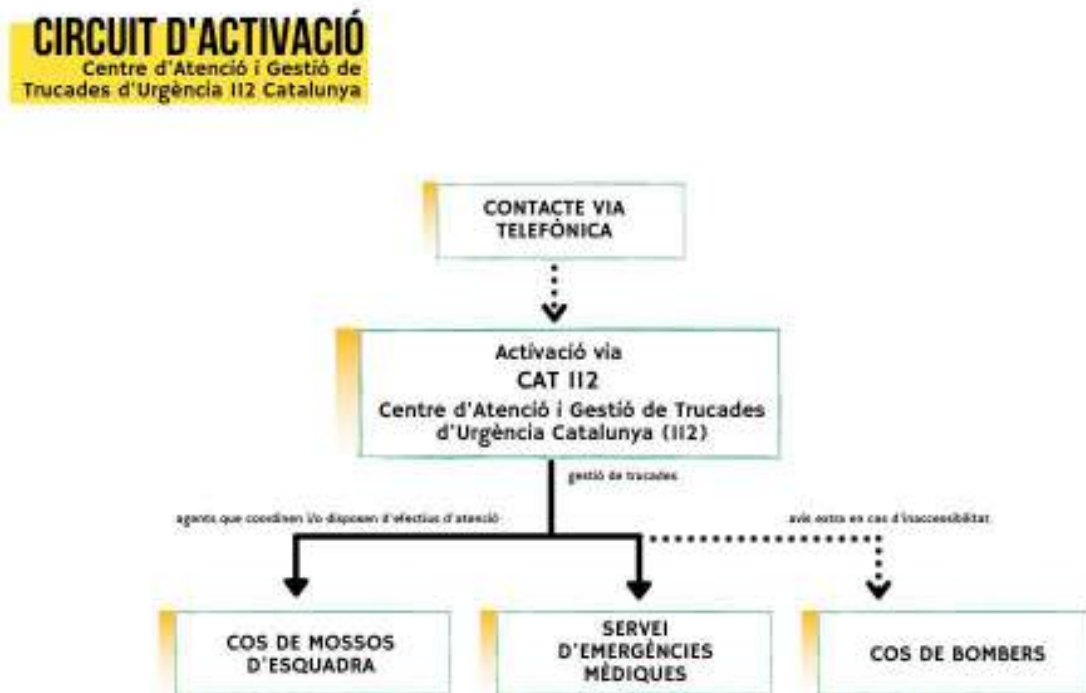 CIRCUIT D'ACTIVACIÓ
Centre d'Atenció i Gestió de
Trucades d'Urgència 112 Catalunya
CONTACTE VIA
TELEFÒNICA
Activació via
CAT 112
Centre d'Atenció i Gestió de Trucades
d'Urgència Catalunya (112)
gestió de trucades
agents que coordinen i/o disposen d'efectius d'atenció
avís extra en cas d'inaccessibilitat
COS DE MOSSOS
D'ESQUADRA
SERVEI
D'EMERGÈNCIES
MÈDIQUES
COS DE BOMBERS